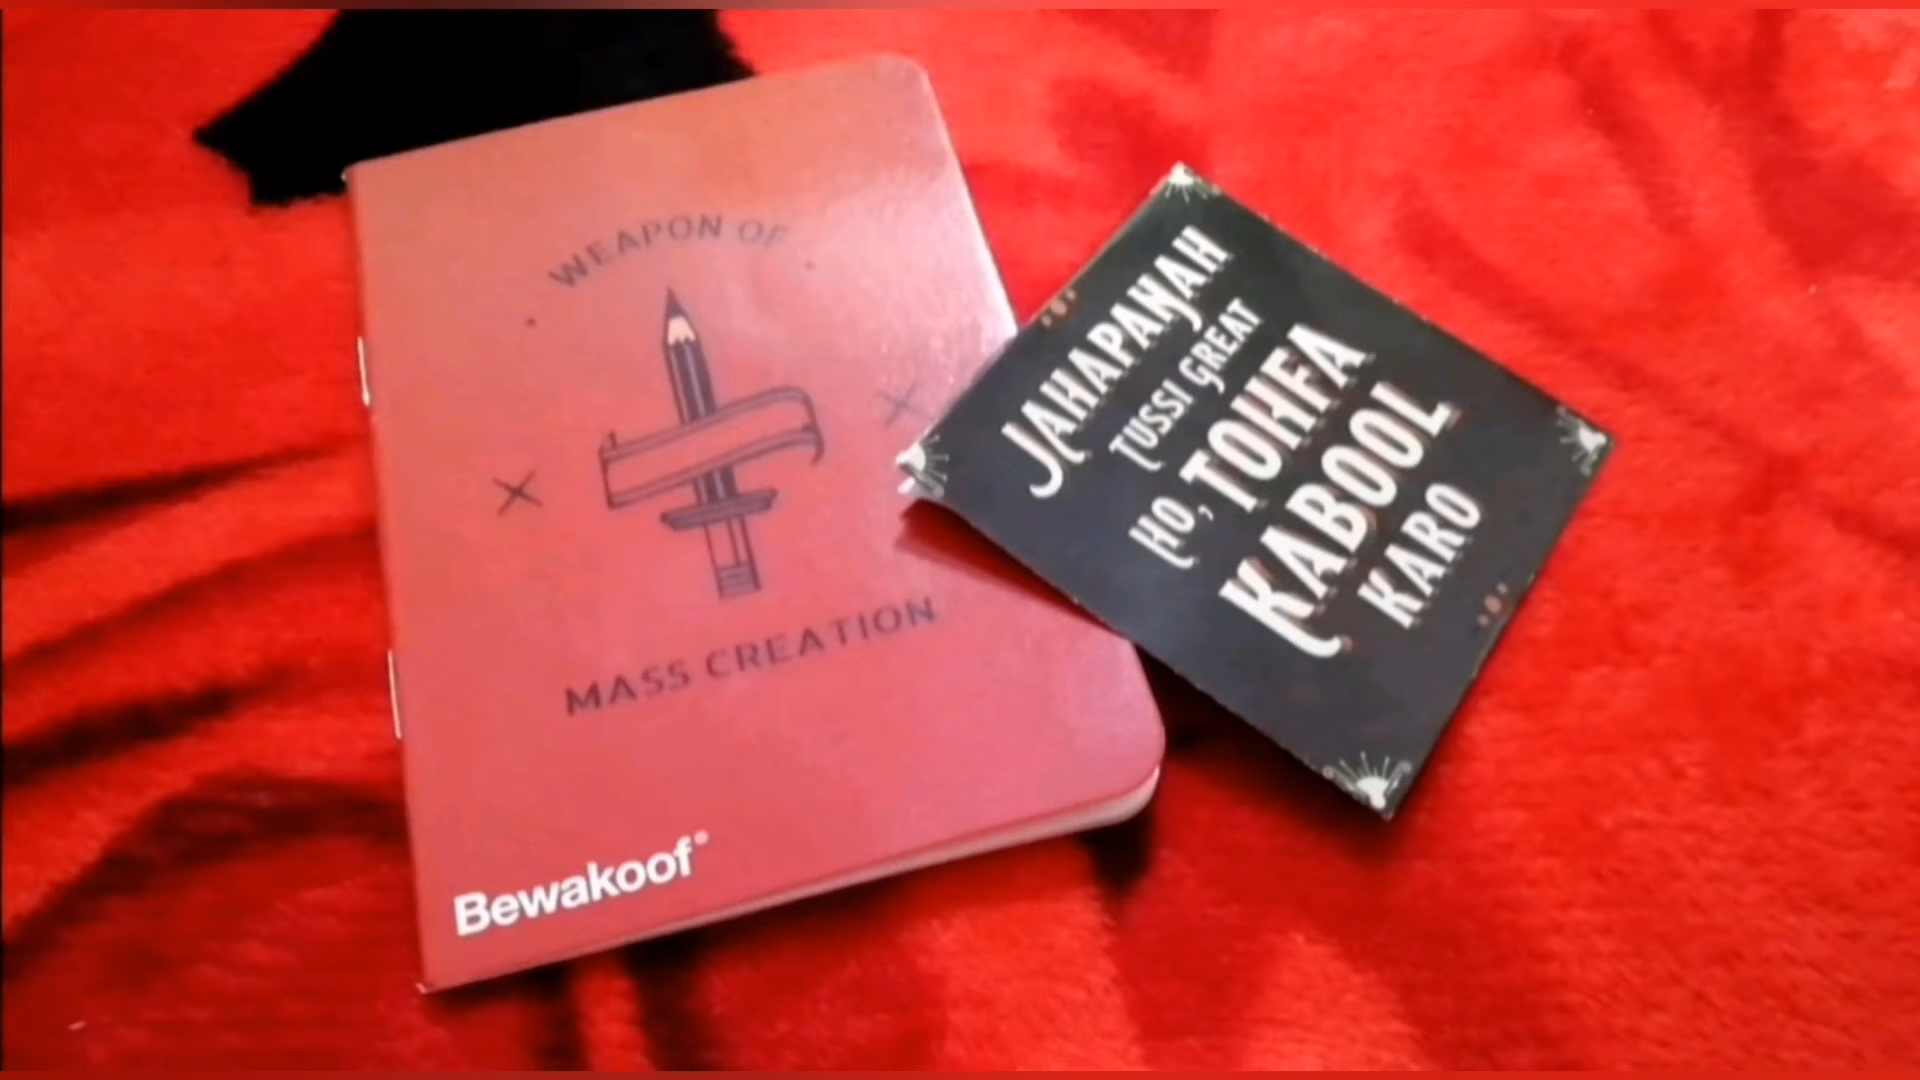 WEAPON OF
MASS CREATION
Bewakoof®
JAHAPANAH
TUSSI GREAT
HO, TOHFA
KABOOL
KARO